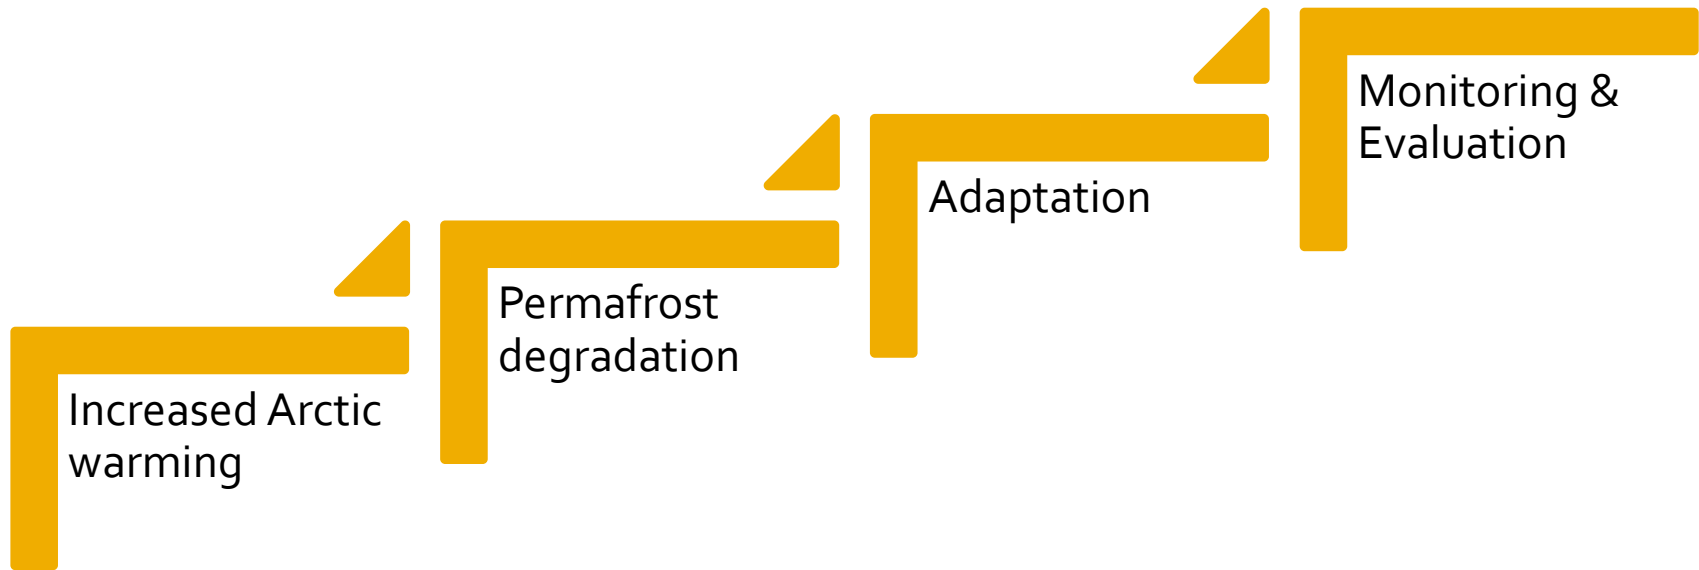 Increased Arctic
warming
Permafrost
degradation
Adaptation
Monitoring &
Evaluation